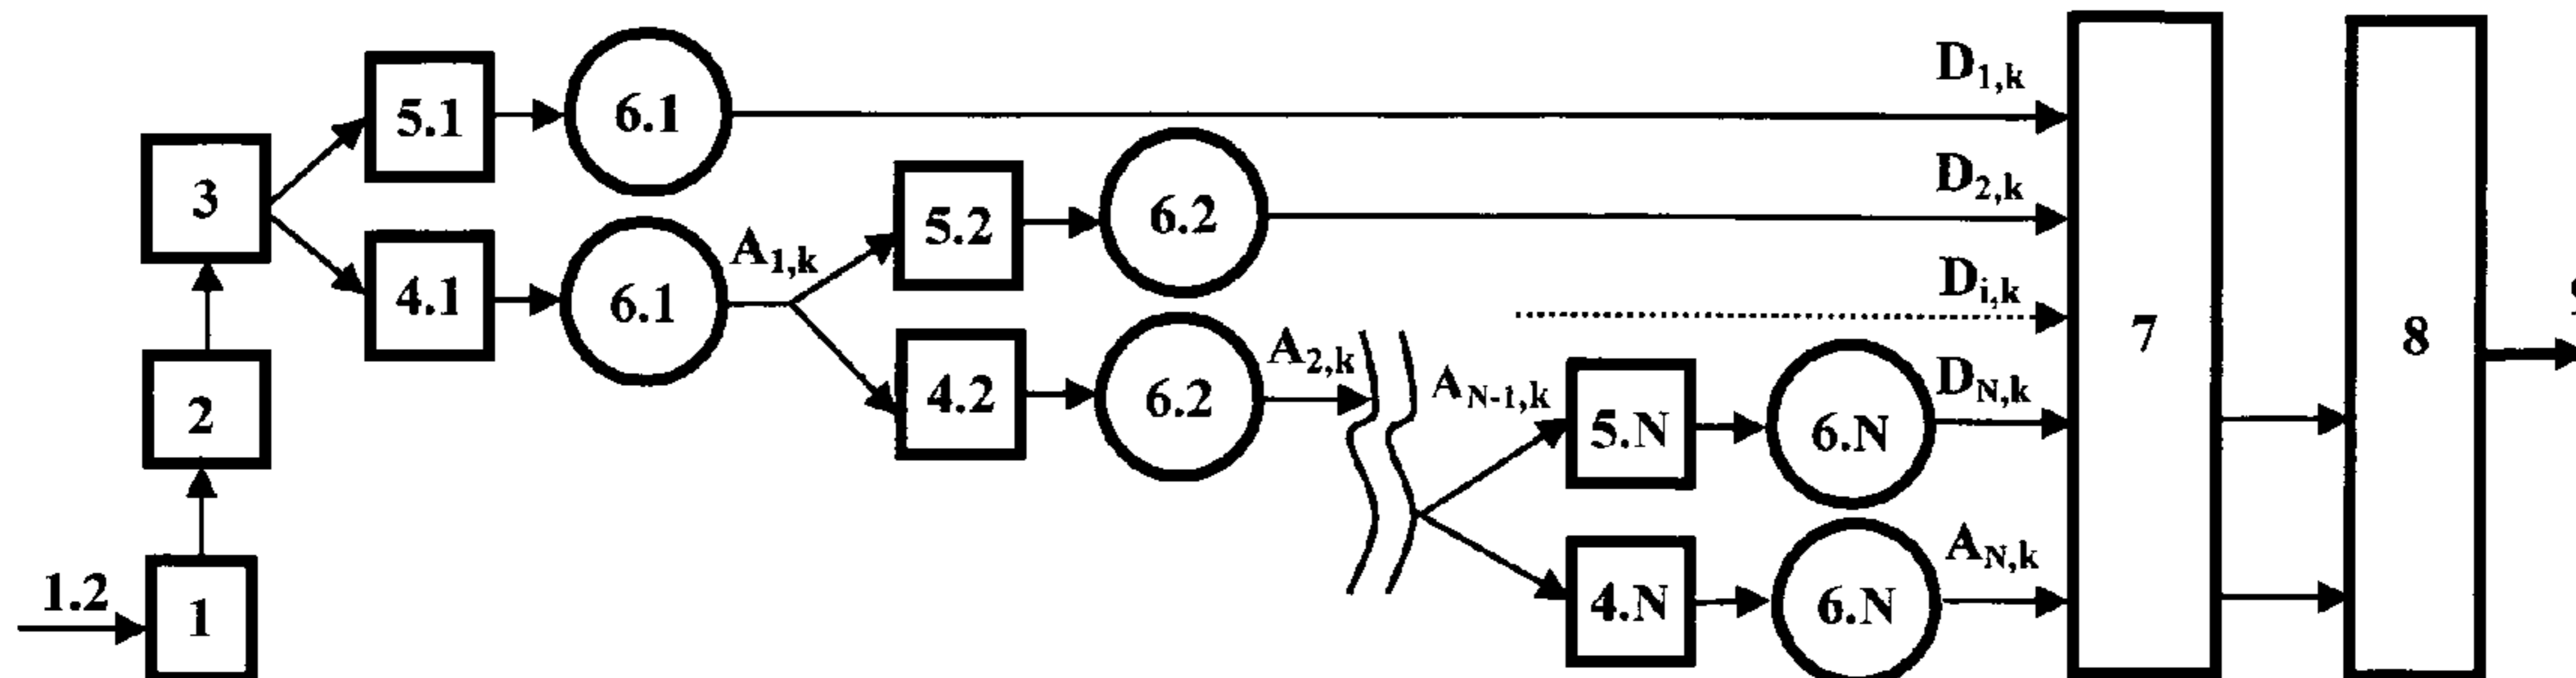 D1,k
5.1
6.1
D2,k
3
5.2
6.2
A1,k
Di,k
4.1
6.1
7
8
A2,k
DN,k
4.2
6.2
AN-1,k
2
5.N
6.N
AN,k
1.2
1
4.N
6.N